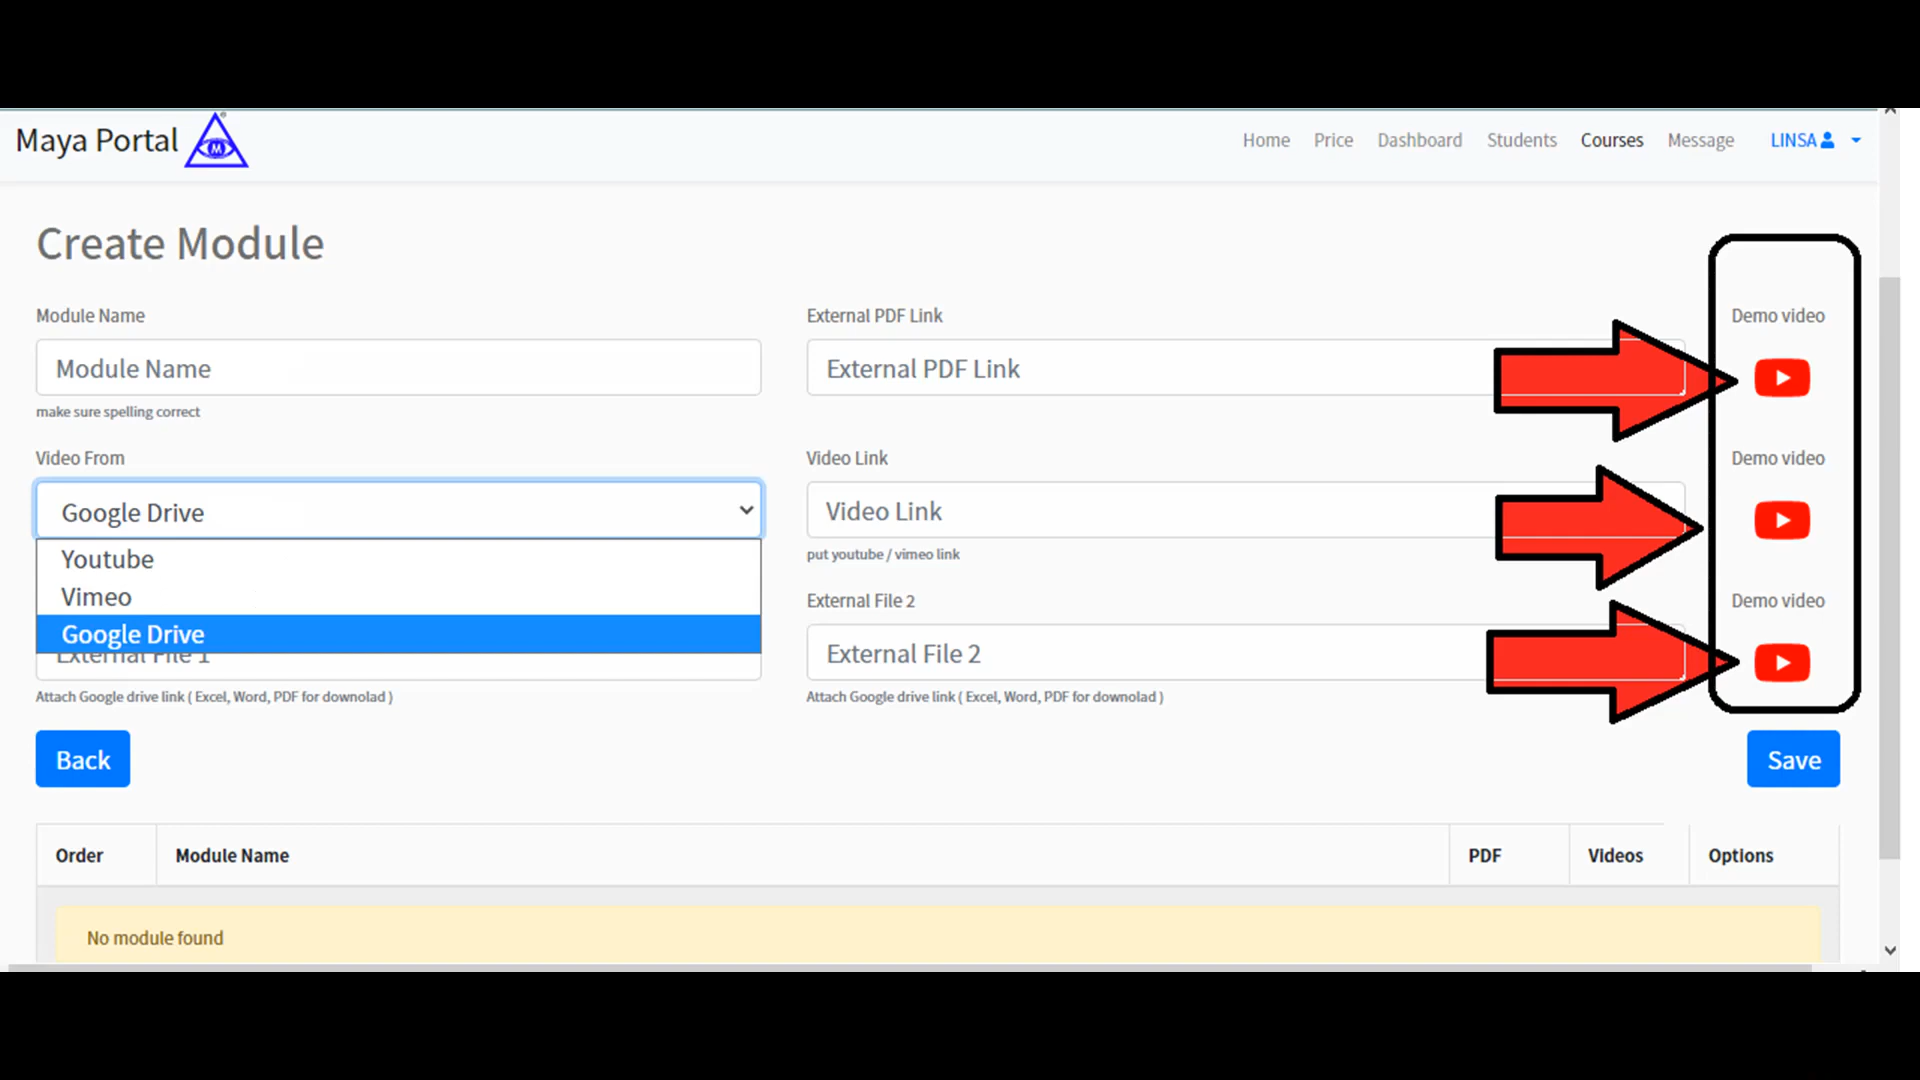 Maya Portal
M
Home Price Dashboard Students Courses Message LINSA
Create Module
Module Name
External PDF Link
Demo video
Module Name
External PDF Link
make sure spelling correct
Video From
Video Link
Demo video
Google Drive
Video Link
Youtube
put youtube / vimeo link
Vimeo
External File 2
Demo video
Google Drive
External File 1
External File 2
Attach Google drive link ( Excel, Word, PDF for downolad )
Attach Google drive link ( Excel, Word, PDF for downolad )
Back
Save
Order Module Name PDF Videos Options
No module found